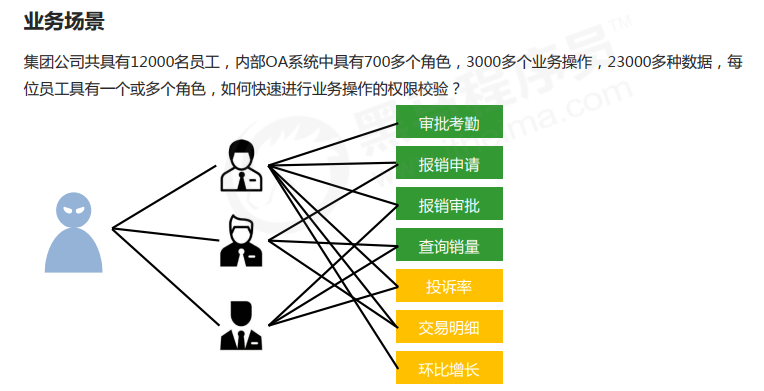 业务场景
集团公司共具有12000名员工，内部OA系统中具有700多个角色，3000多个业务操作，23000多种数据，每
位员工具有一个或多个角色，如何快速进行业务操作的权限校验？
审批考勤
报销申请
报销审批
查询销量
投诉率
交易明细
环比增长
黑马程序员™